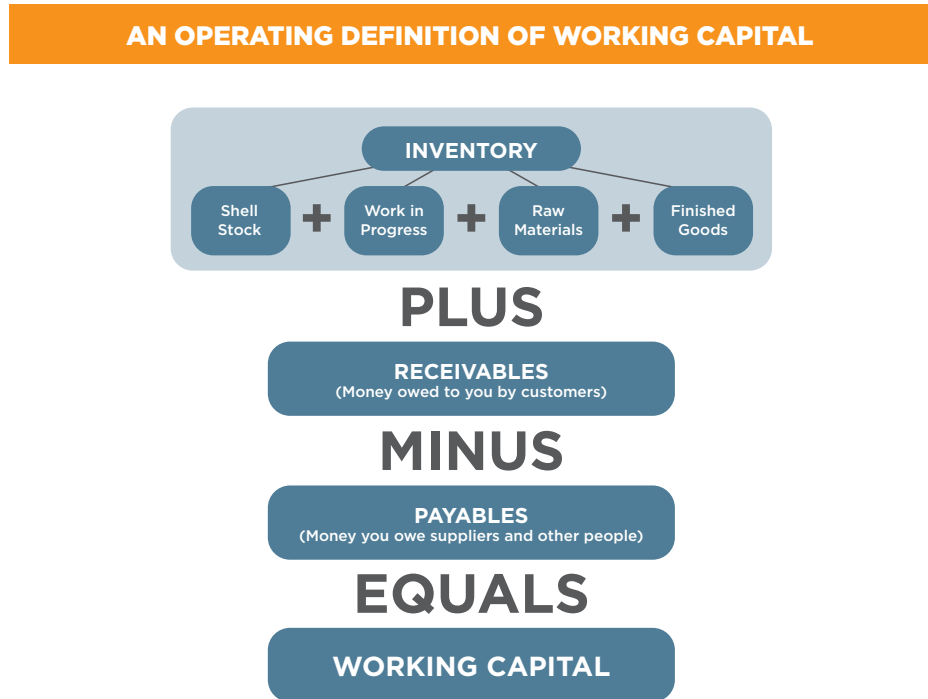 AN OPERATING DEFINITION OF WORKING CAPITAL
INVENTORY
Shell
Stock
+
Work in
Progress
+
Raw
Materials
+
Finished
Goods
PLUS
RECEIVABLES
(Money owed to you by customers)
MINUS
PAYABLES
(Money you owe suppliers and other people)
EQUALS
WORKING CAPITAL